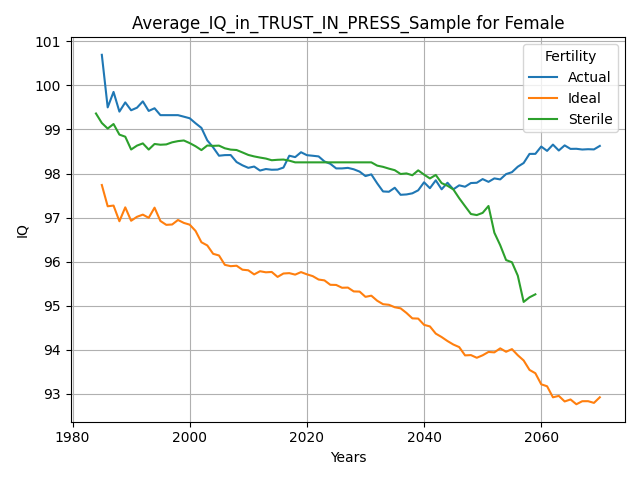 Average_IQ_in_TRUST_IN_PRESS_Sample for Female
IQ
101
100
99
98
97
96
95
94
93
Fertility
Actual
Ideal
Sterile
1980
2000
2020
2040
2060
Years